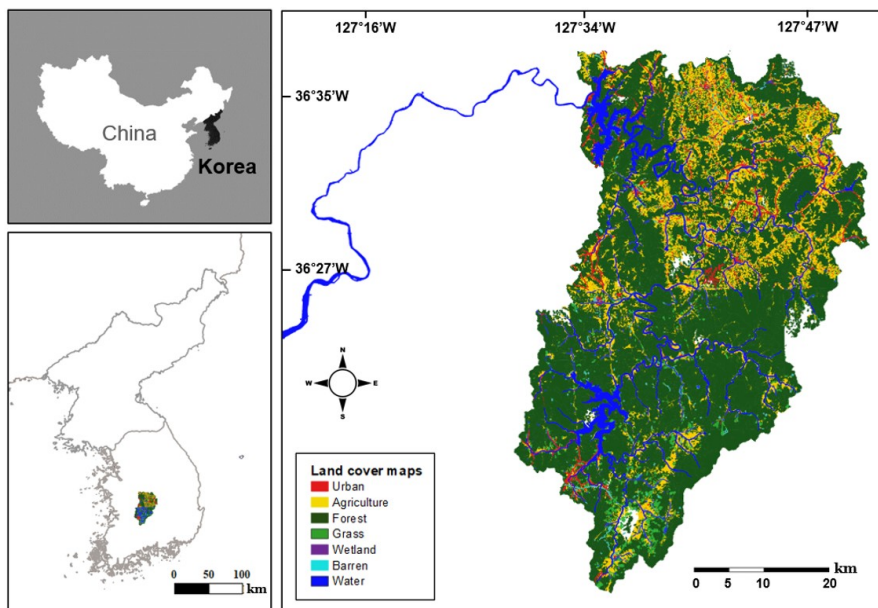 127°16'W
127°34'W
127°47'W
36°35'W
36°27'W
China
Korea
N
W
E
S
Land cover maps
Urban
Agriculture
Forest
Grass
Wetland
Barren
Water
0 50 100
km
km
0 5 10 20